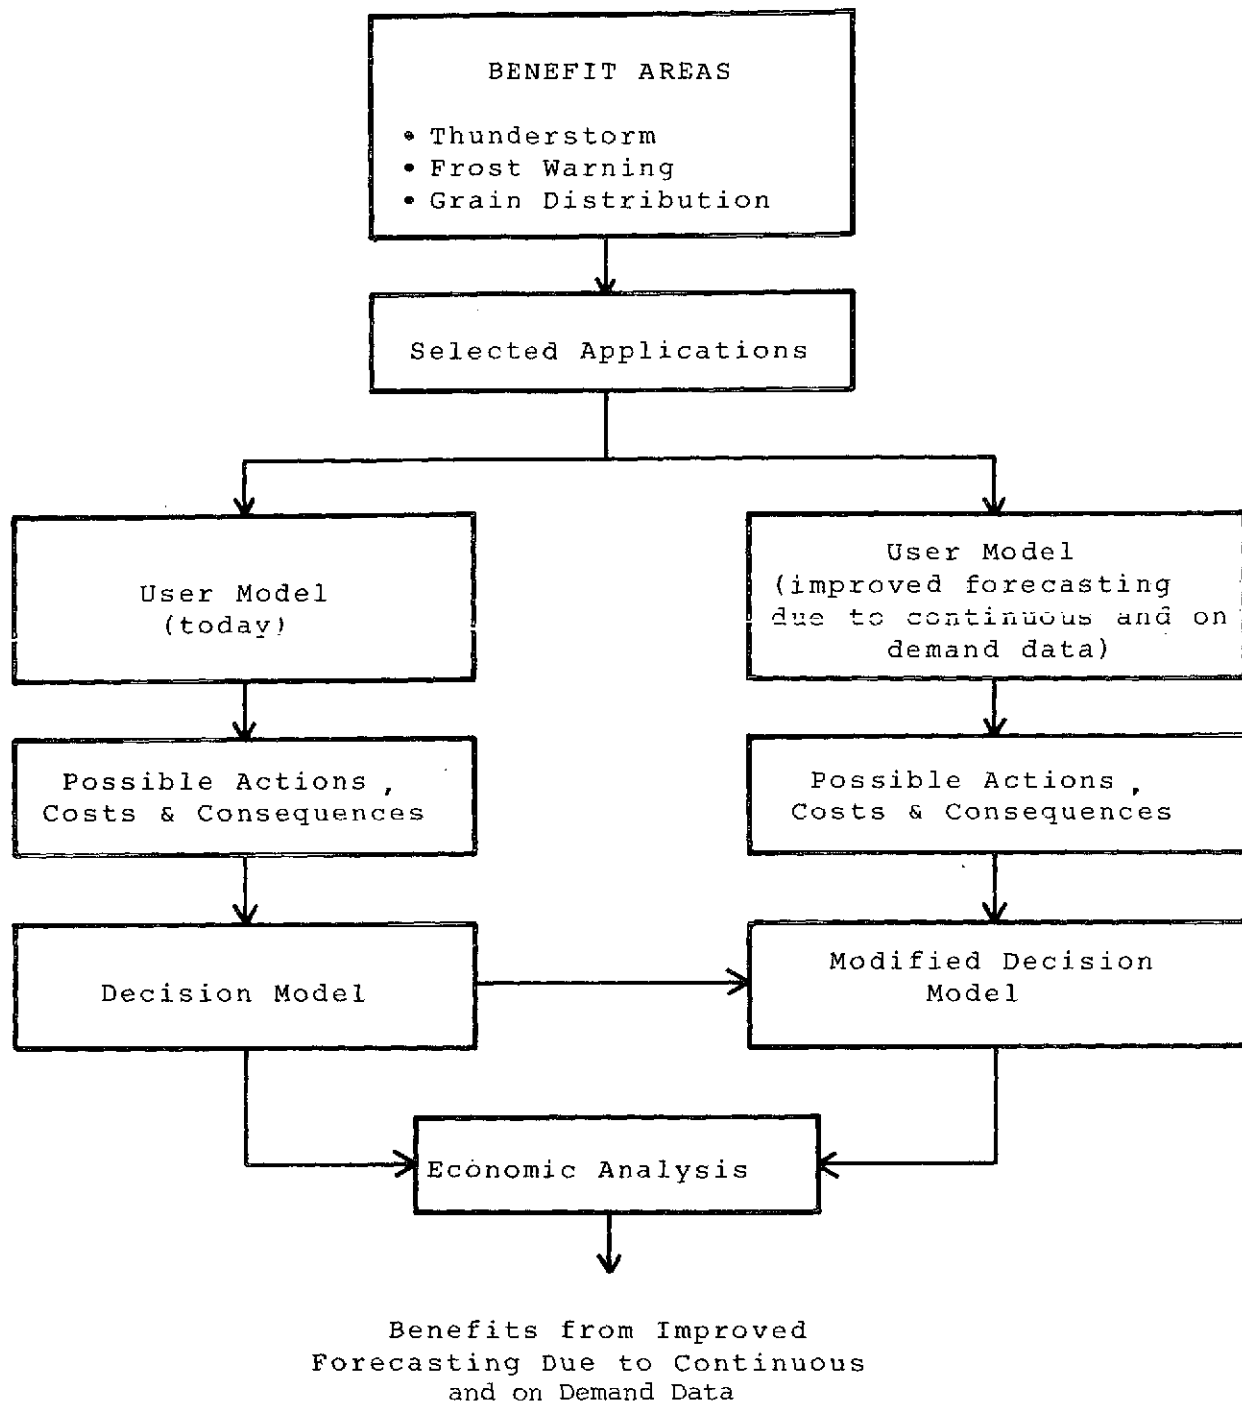 BENEFIT AREAS
• Thunderstorm
• Frost Warning
• Grain Distribution
Selected Applications
User Model
(today)
User Model
(improved forecasting
due to continuous and on
demand data)
Possible Actions,
Costs & Consequences
Possible Actions,
Costs & Consequences
Decision Model
Modified Decision
Model
Economic Analysis
Benefits from Improved
Forecasting Due to Continuous
and on Demand Data